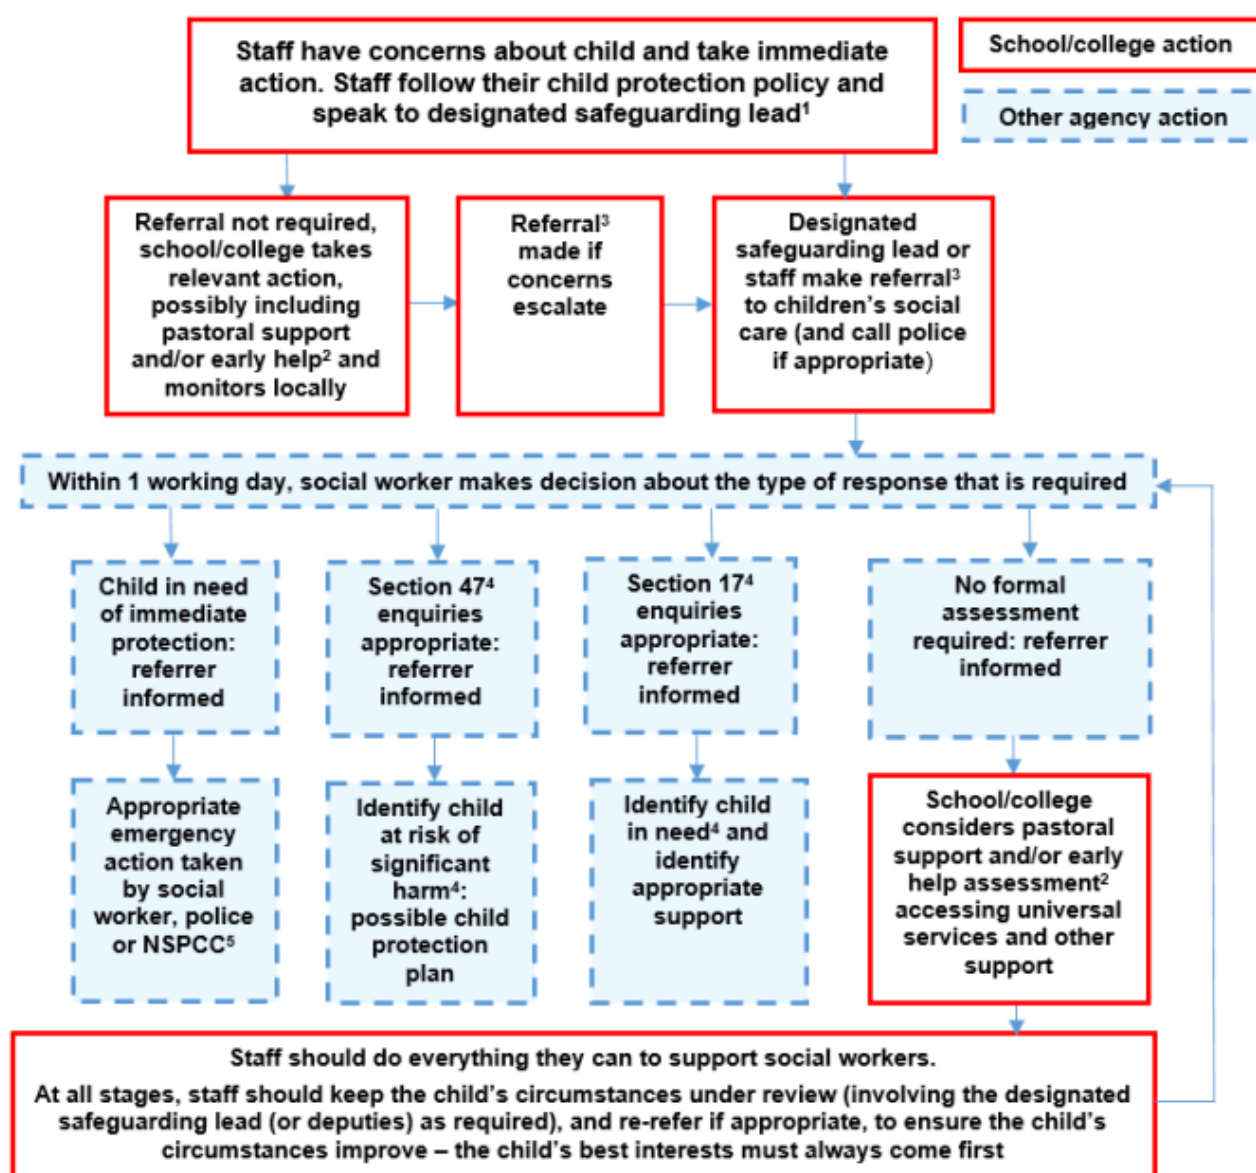 Staff have concerns about child and take immediate
action. Staff follow their child protection policy and
speak to designated safeguarding lead¹
School/college action
Other agency action
Referral not required,
school/college takes
relevant action,
possibly including
pastoral support
and/or early help² and
monitors locally
Referral³
made if
concerns
escalate
Designated
safeguarding lead or
staff make referral³
to children's social
care (and call police
if appropriate)
Within 1 working day, social worker makes decision about the type of response that is required
Child in need
of immediate
protection:
referrer
informed
Section 47⁴
enquiries
appropriate:
referrer
informed
Section 17⁴
enquiries
appropriate:
referrer
informed
No formal
assessment
required: referrer
informed
Appropriate
emergency
action taken
by social
worker, police
or NSPCC⁵
Identify child
at risk of
significant
harm⁴:
possible child
protection
plan
Identify child
in need⁴ and
identify
appropriate
support
School/college
considers pastoral
support and/or early
help assessment²
accessing universal
services and other
support
Staff should do everything they can to support social workers.
At all stages, staff should keep the child's circumstances under review (involving the designated
safeguarding lead (or deputies) as required), and re-refer if appropriate, to ensure the child's
circumstances improve – the child's best interests must always come first